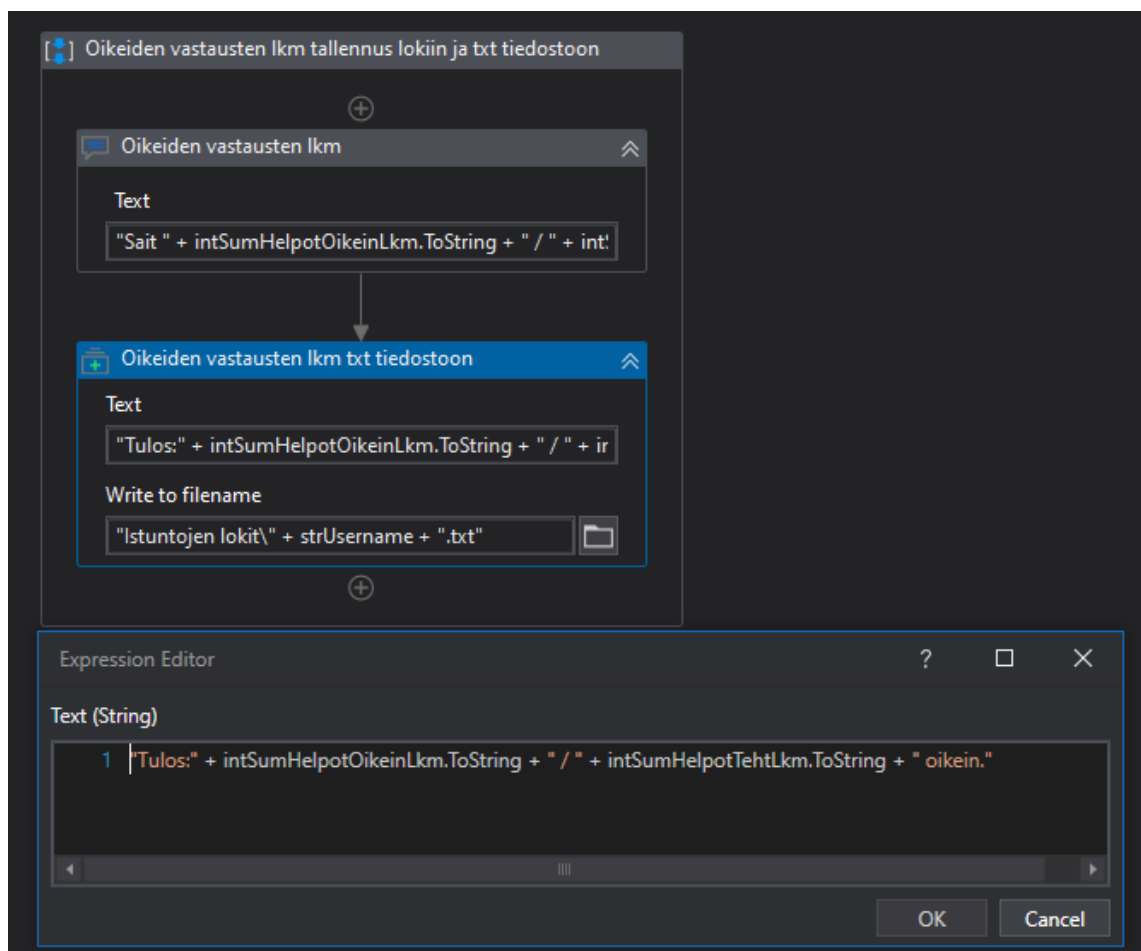 Oikeiden vastausten lkm tallennus lokiin ja txt tiedostoon
Oikeiden vastausten lkm
Text
"Sait " + intSumHelpotOikeinLkm.ToString + " / " + int
Oikeiden vastausten lkm txt tiedostoon
Text
"Tulos:" + intSumHelpotOikeinLkm.ToString + " / " + ir
Write to filename
"Istuntojen lokit\" + strUsername + ".txt"
Expression Editor ?
Text (String)
1 "Tulos:" + intSumHelpotOikeinLkm.ToString + " / " + intSumHelpotTehtLkm.ToString + " oikein."
OK Cancel